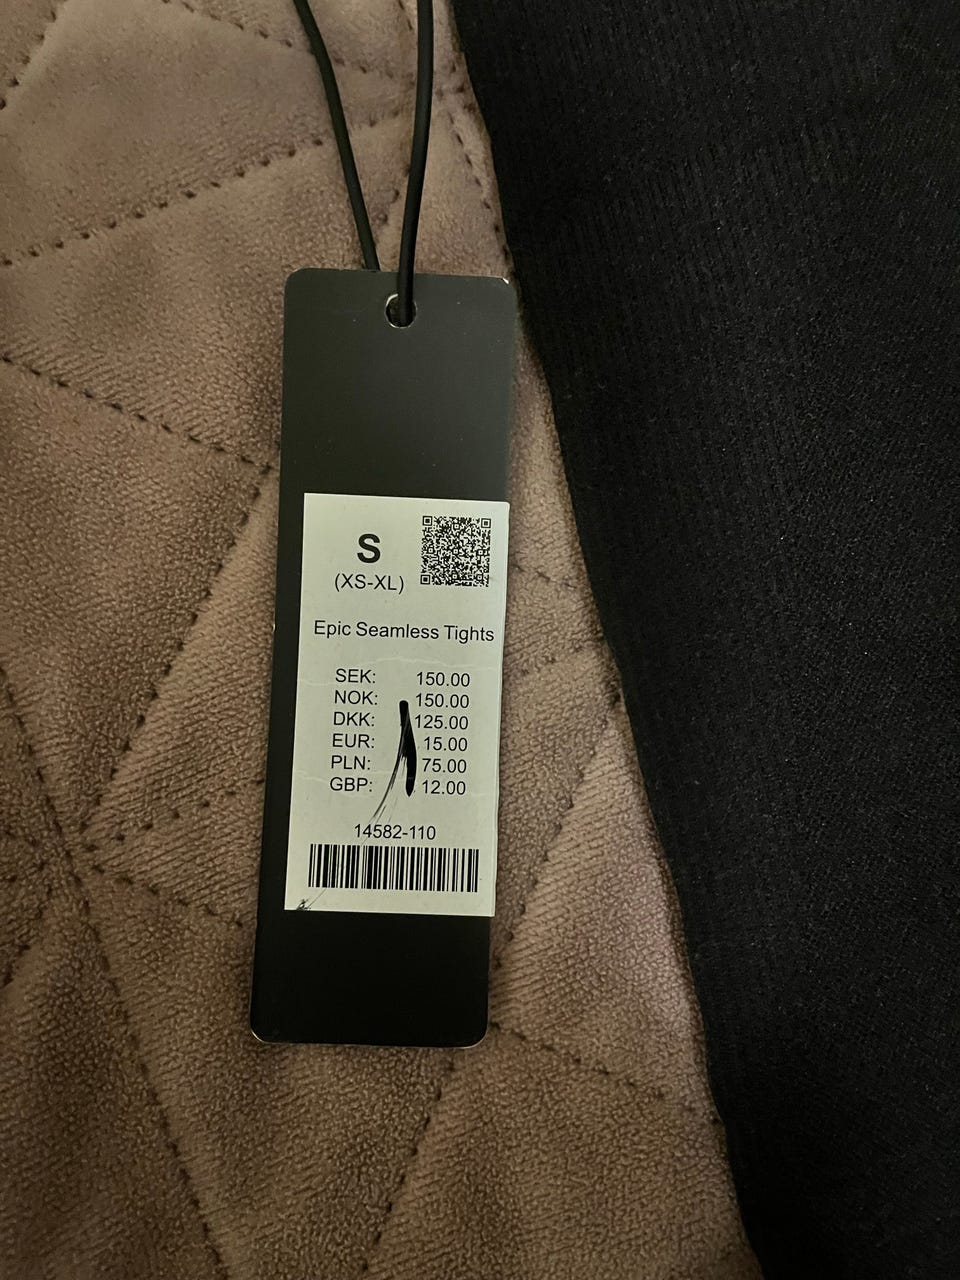 S
(XS-XL)
Epic Seamless Tights
SEK: 150.00
NOK: 150.00
DKK: 125.00
EUR: 15.00
PLN: 75.00
GBP: 12.00
14582-110